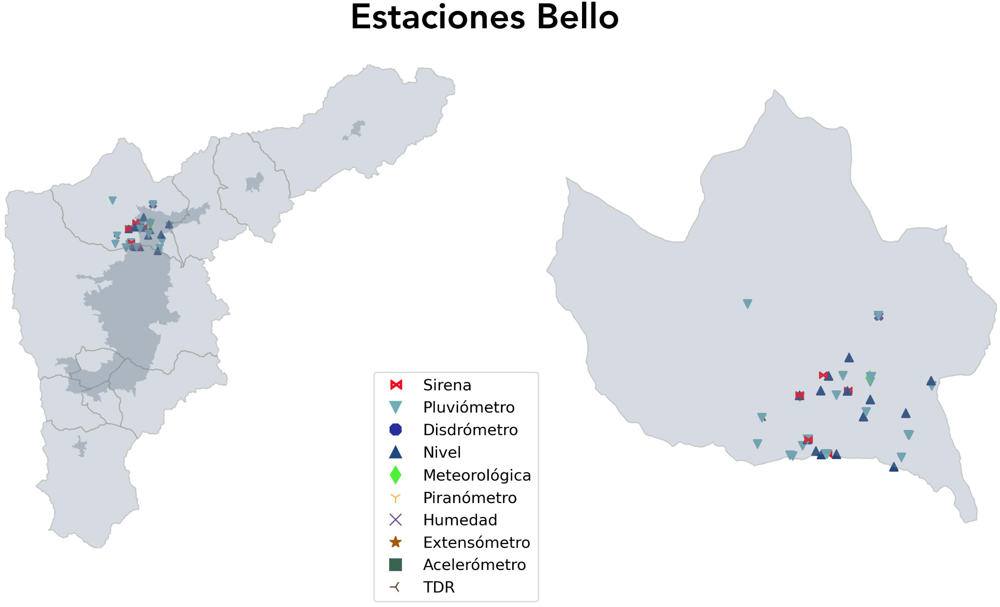 Estaciones Bello
Sirena
Pluviómetro
Disdrómetro
Nivel
Meteorológica
Piranómetro
Humedad
Extensómetro
Acelerómetro
TDR